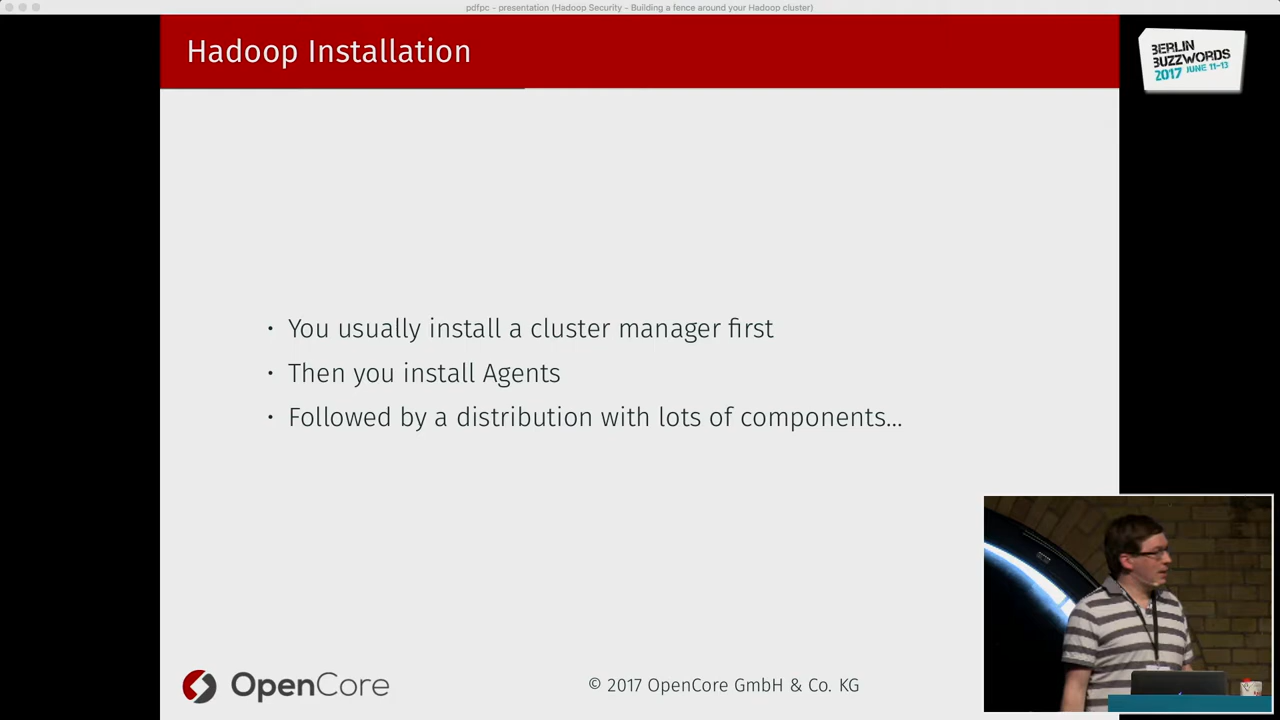 pdfpc - presentation (Hadoop Security - Building a fence around your Hadoop cluster)
Hadoop Installation
BERLIN
BUZZWORDS
2017 JUNE 11-13
• You usually install a cluster manager first
• Then you install Agents
• Followed by a distribution with lots of components...
OpenCore
© 2017 OpenCore GmbH & Co. KG